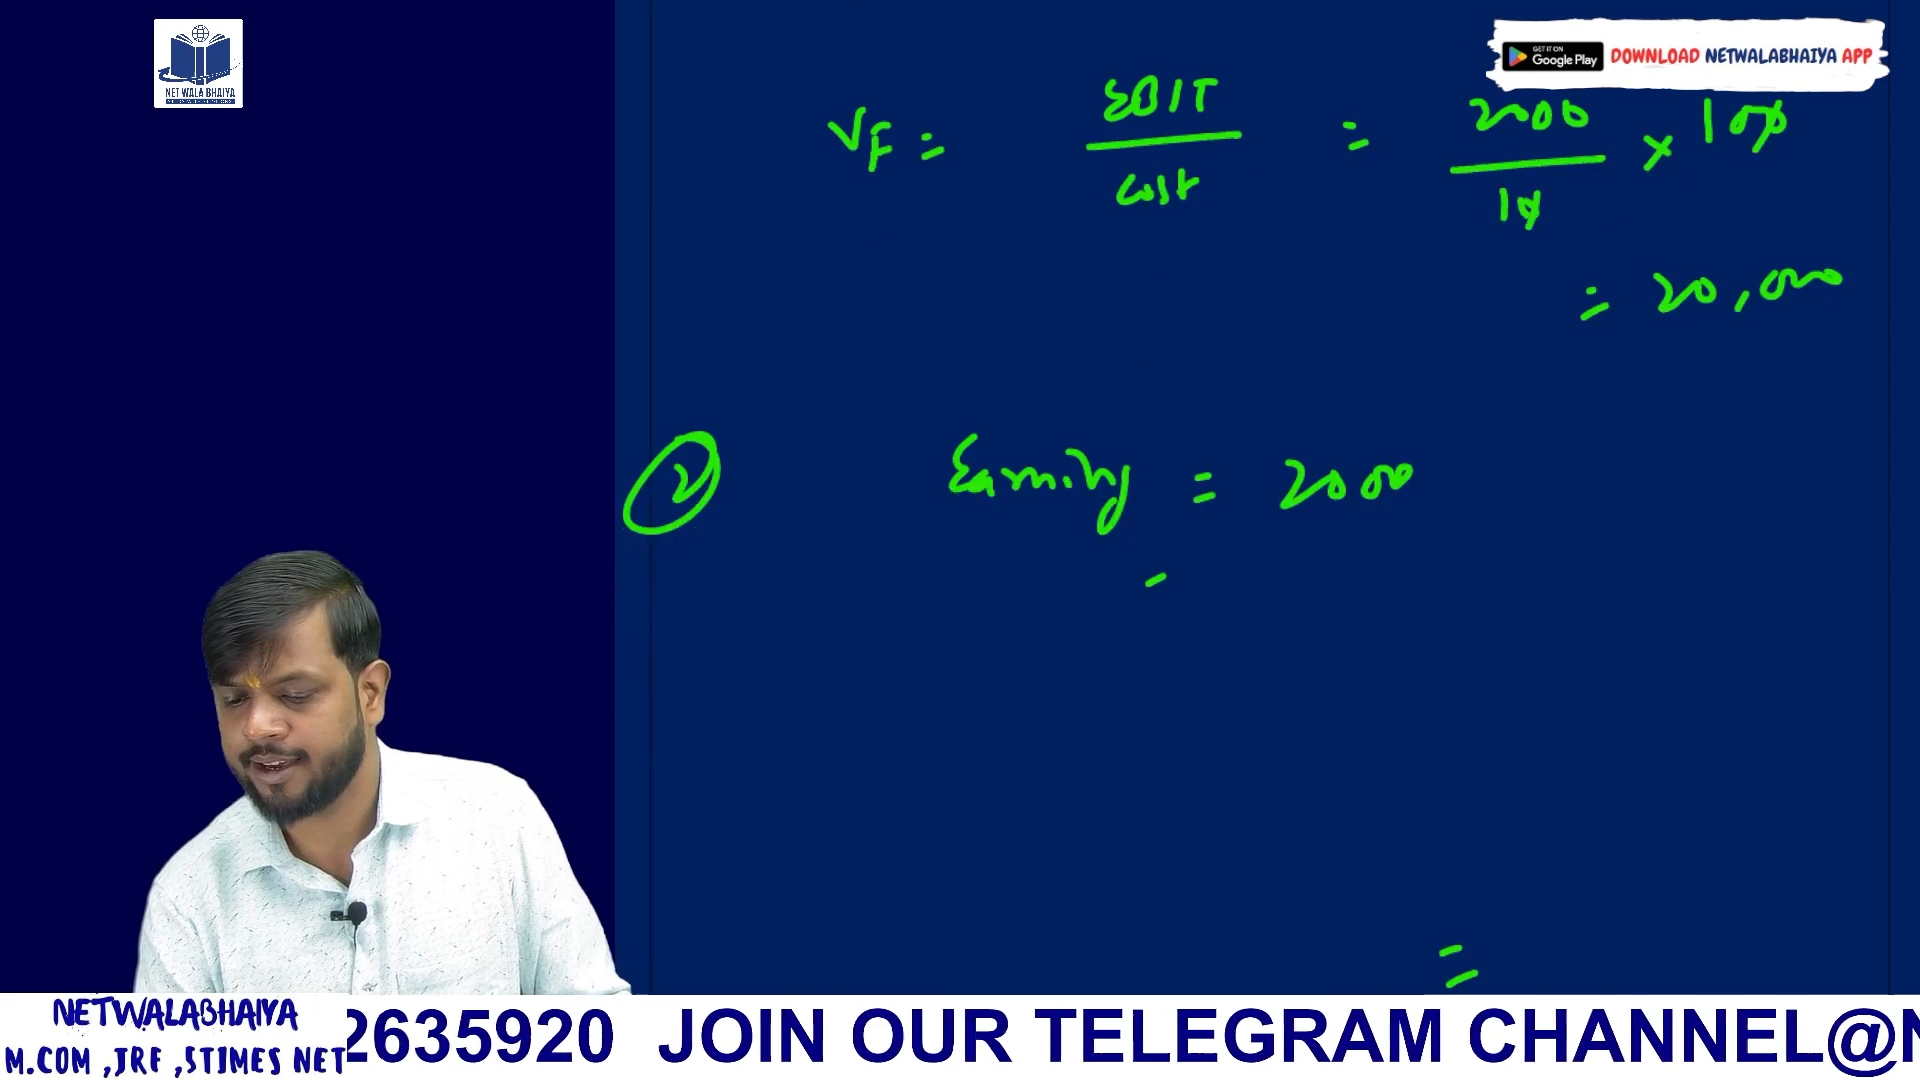 NET WALA BHAIYA
GET IT ON
Google Play
DOWNLOAD NETWALABHAIYA APP
VF = EBIT / Cost = 2000 / 10 × 100
= 20,000
2 Earning = 2000
=
NETWALABHAIYA
M.COM ,JRF ,5TIMES NET
2635920 JOIN OUR TELEGRAM CHANNEL@N